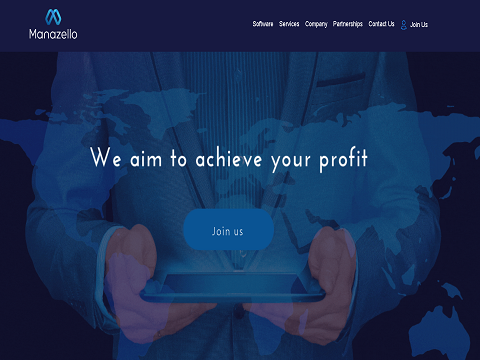 Manazello
Software Services Company Partnerships Contact Us Join Us
We aim to achieve your profit
Join us